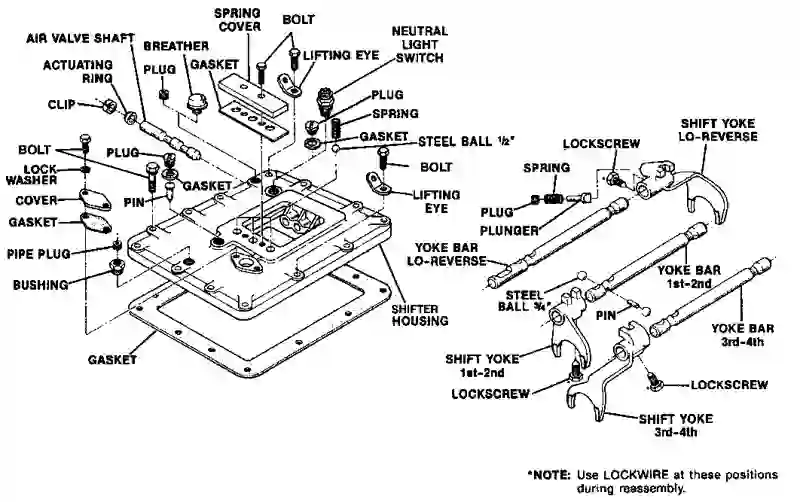 SPRING
COVER
BOLT
NEUTRAL
LIGHT
SWITCH
AIR VALVE SHAFT
BREATHER
LIFTING EYE
ACTUATING
RING
PLUG
GASKET
PLUG
CLIP
SPRING
SHIFT YOKE
LO-REVERSE
BOLT
PLUG
GASKET
STEEL BALL ½"
LOCKSCREW
LOCK
WASHER
GASKET
BOLT
SPRING
COVER
PIN
LIFTING
EYE
PLUG
PLUNGER
GASKET
PIPE PLUG
YOKE BAR
LO-REVERSE
BUSHING
YOKE BAR
1st-2nd
STEEL
BALL ¾"
PIN
SHIFTER
HOUSING
YOKE BAR
3rd-4th
GASKET
SHIFT YOKE
1st-2nd
LOCKSCREW
LOCKSCREW
SHIFT YOKE
3rd-4th
*NOTE: Use LOCKWIRE at these positions
during reassembly.